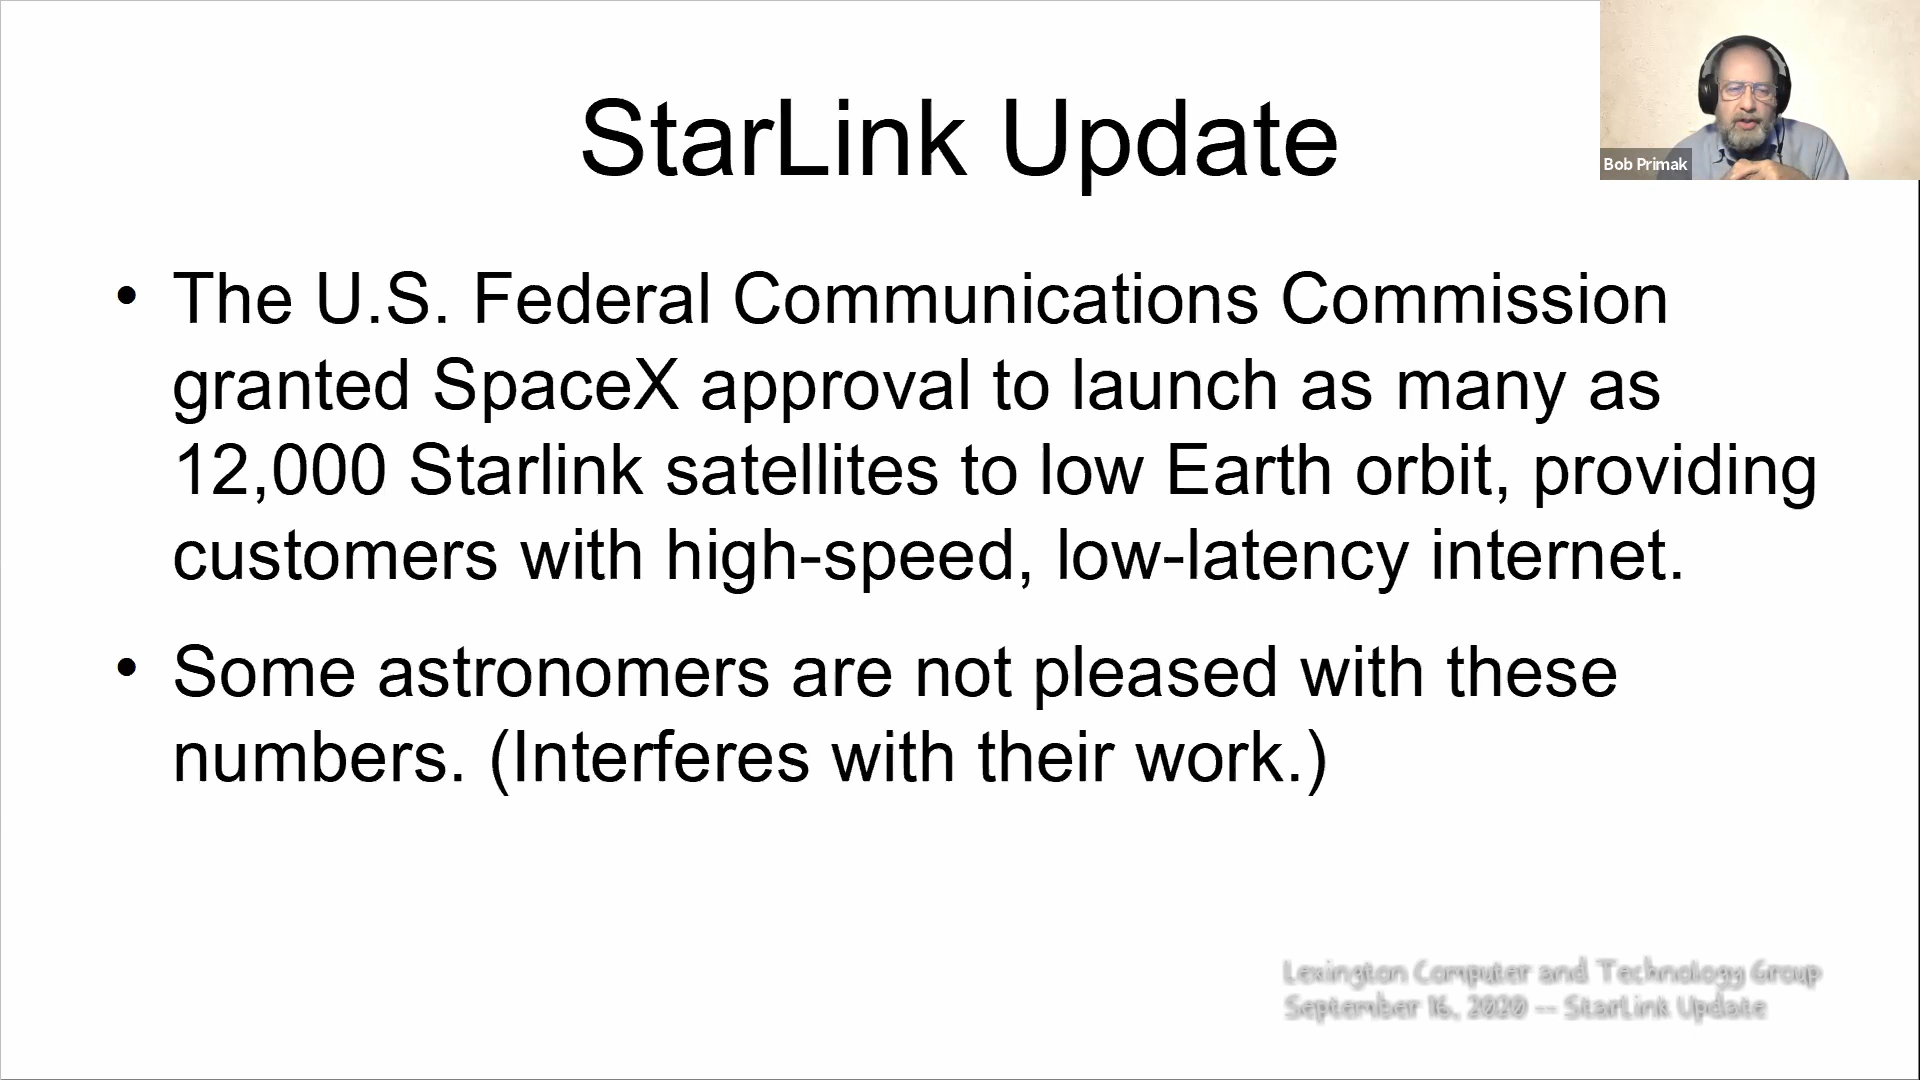 StarLink Update
Bob Primak
• The U.S. Federal Communications Commission
granted SpaceX approval to launch as many as
12,000 Starlink satellites to low Earth orbit, providing
customers with high-speed, low-latency internet.
• Some astronomers are not pleased with these
numbers. (Interferes with their work.)
Lexington Computer and Technology Group
September 16, 2020 -- StarLink Update